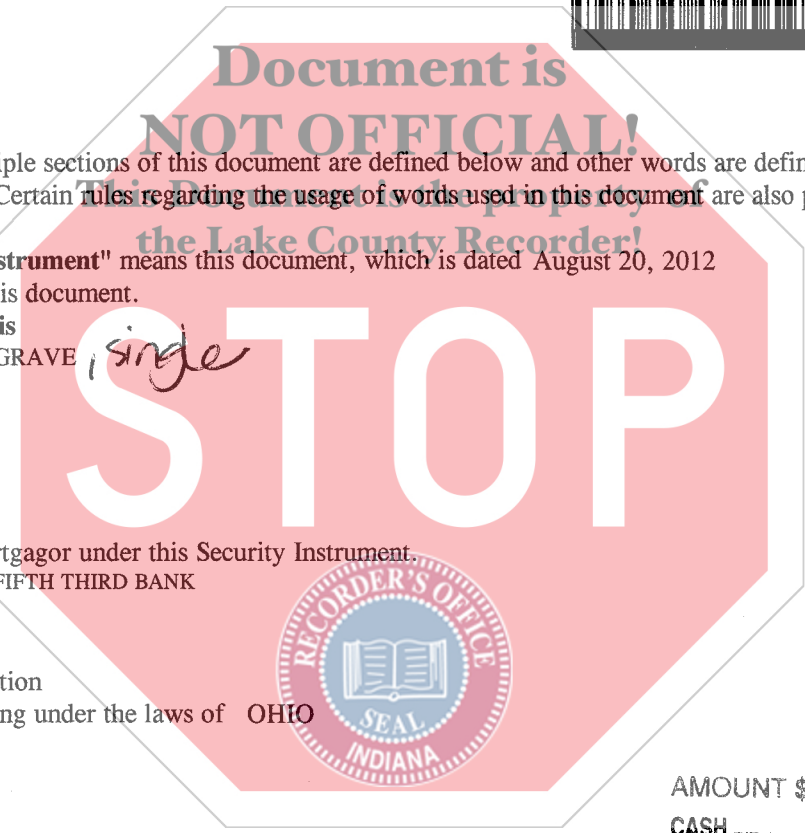 Document is
NOT OFFICIAL!
iple sections of this document are defined below and other words are defin
This Document is the property of
Certain rules regarding the usage of words used in this document are also p
the Lake County Recorder!
strument" means this document, which is dated August 20, 2012
is document.
is
GRAVE , single
STOP
rtgagor under this Security Instrument.
FIFTH THIRD BANK
RECORDER'S OFFICE
tion
ng under the laws of OHIO
SEAL
INDIANA
AMOUNT $
CASH